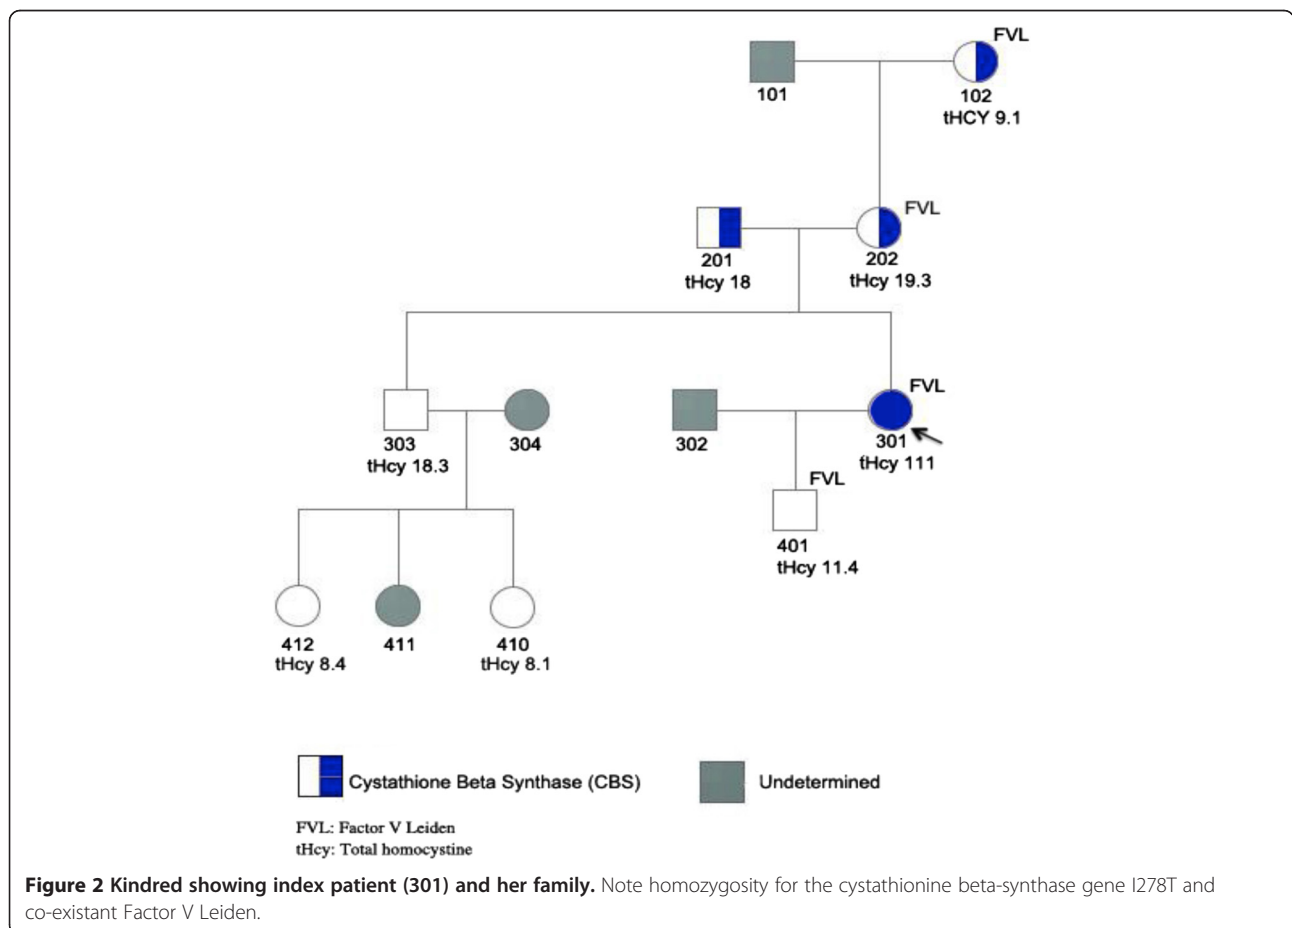 FVL
101
102
tHCY 9.1
FVL
201
tHcy 18
202
tHcy 19.3
FVL
303
tHcy 18.3
304
302
301
tHcy 111
FVL
401
tHcy 11.4
412
tHcy 8.4
411
410
tHcy 8.1
Cystathione Beta Synthase (CBS)
Undetermined
FVL: Factor V Leiden
tHcy: Total homocystine
Figure 2 Kindred showing index patient (301) and her family. Note homozygosity for the cystathionine beta-synthase gene I278T and
co-existant Factor V Leiden.